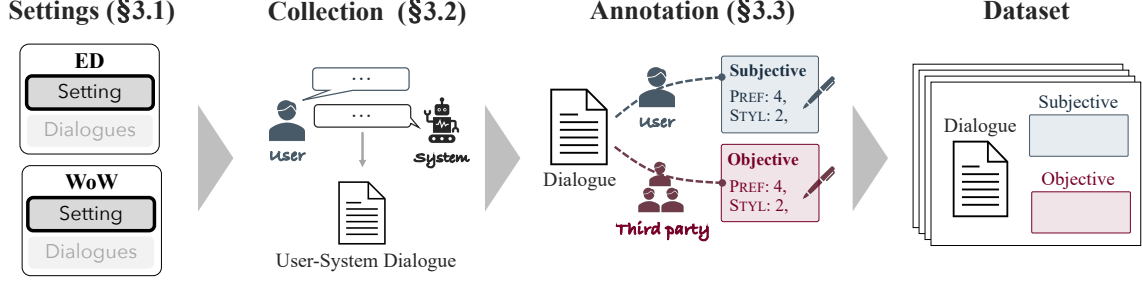 Settings (§3.1)
ED
Setting
Dialogues
WoW
Setting
Dialogues
Collection (§3.2)
...
...
User
System
User-System Dialogue
Annotation (§3.3)
Dialogue
User
Third party
Subjective
PREF: 4,
STYL: 2,
Objective
PREF: 4,
STYL: 2,
Dataset
Dialogue
Subjective
Objective